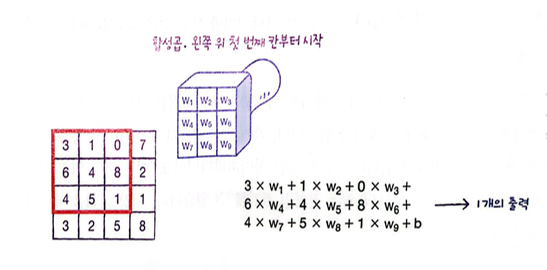 합성곱. 왼쪽 위 첫 번째 칸부터 시작
w₁ w₂ w₃
w₄ w₅ w₆
w₇ w₈ w₉
3 1 0 7
6 4 8 2
4 5 1 1
3 2 5 8
3 × w₁ + 1 × w₂ + 0 × w₃ +
6 × w₄ + 4 × w₅ + 8 × w₆ +
4 × w₇ + 5 × w₈ + 1 × w₉ + b
→ 1개의 출력